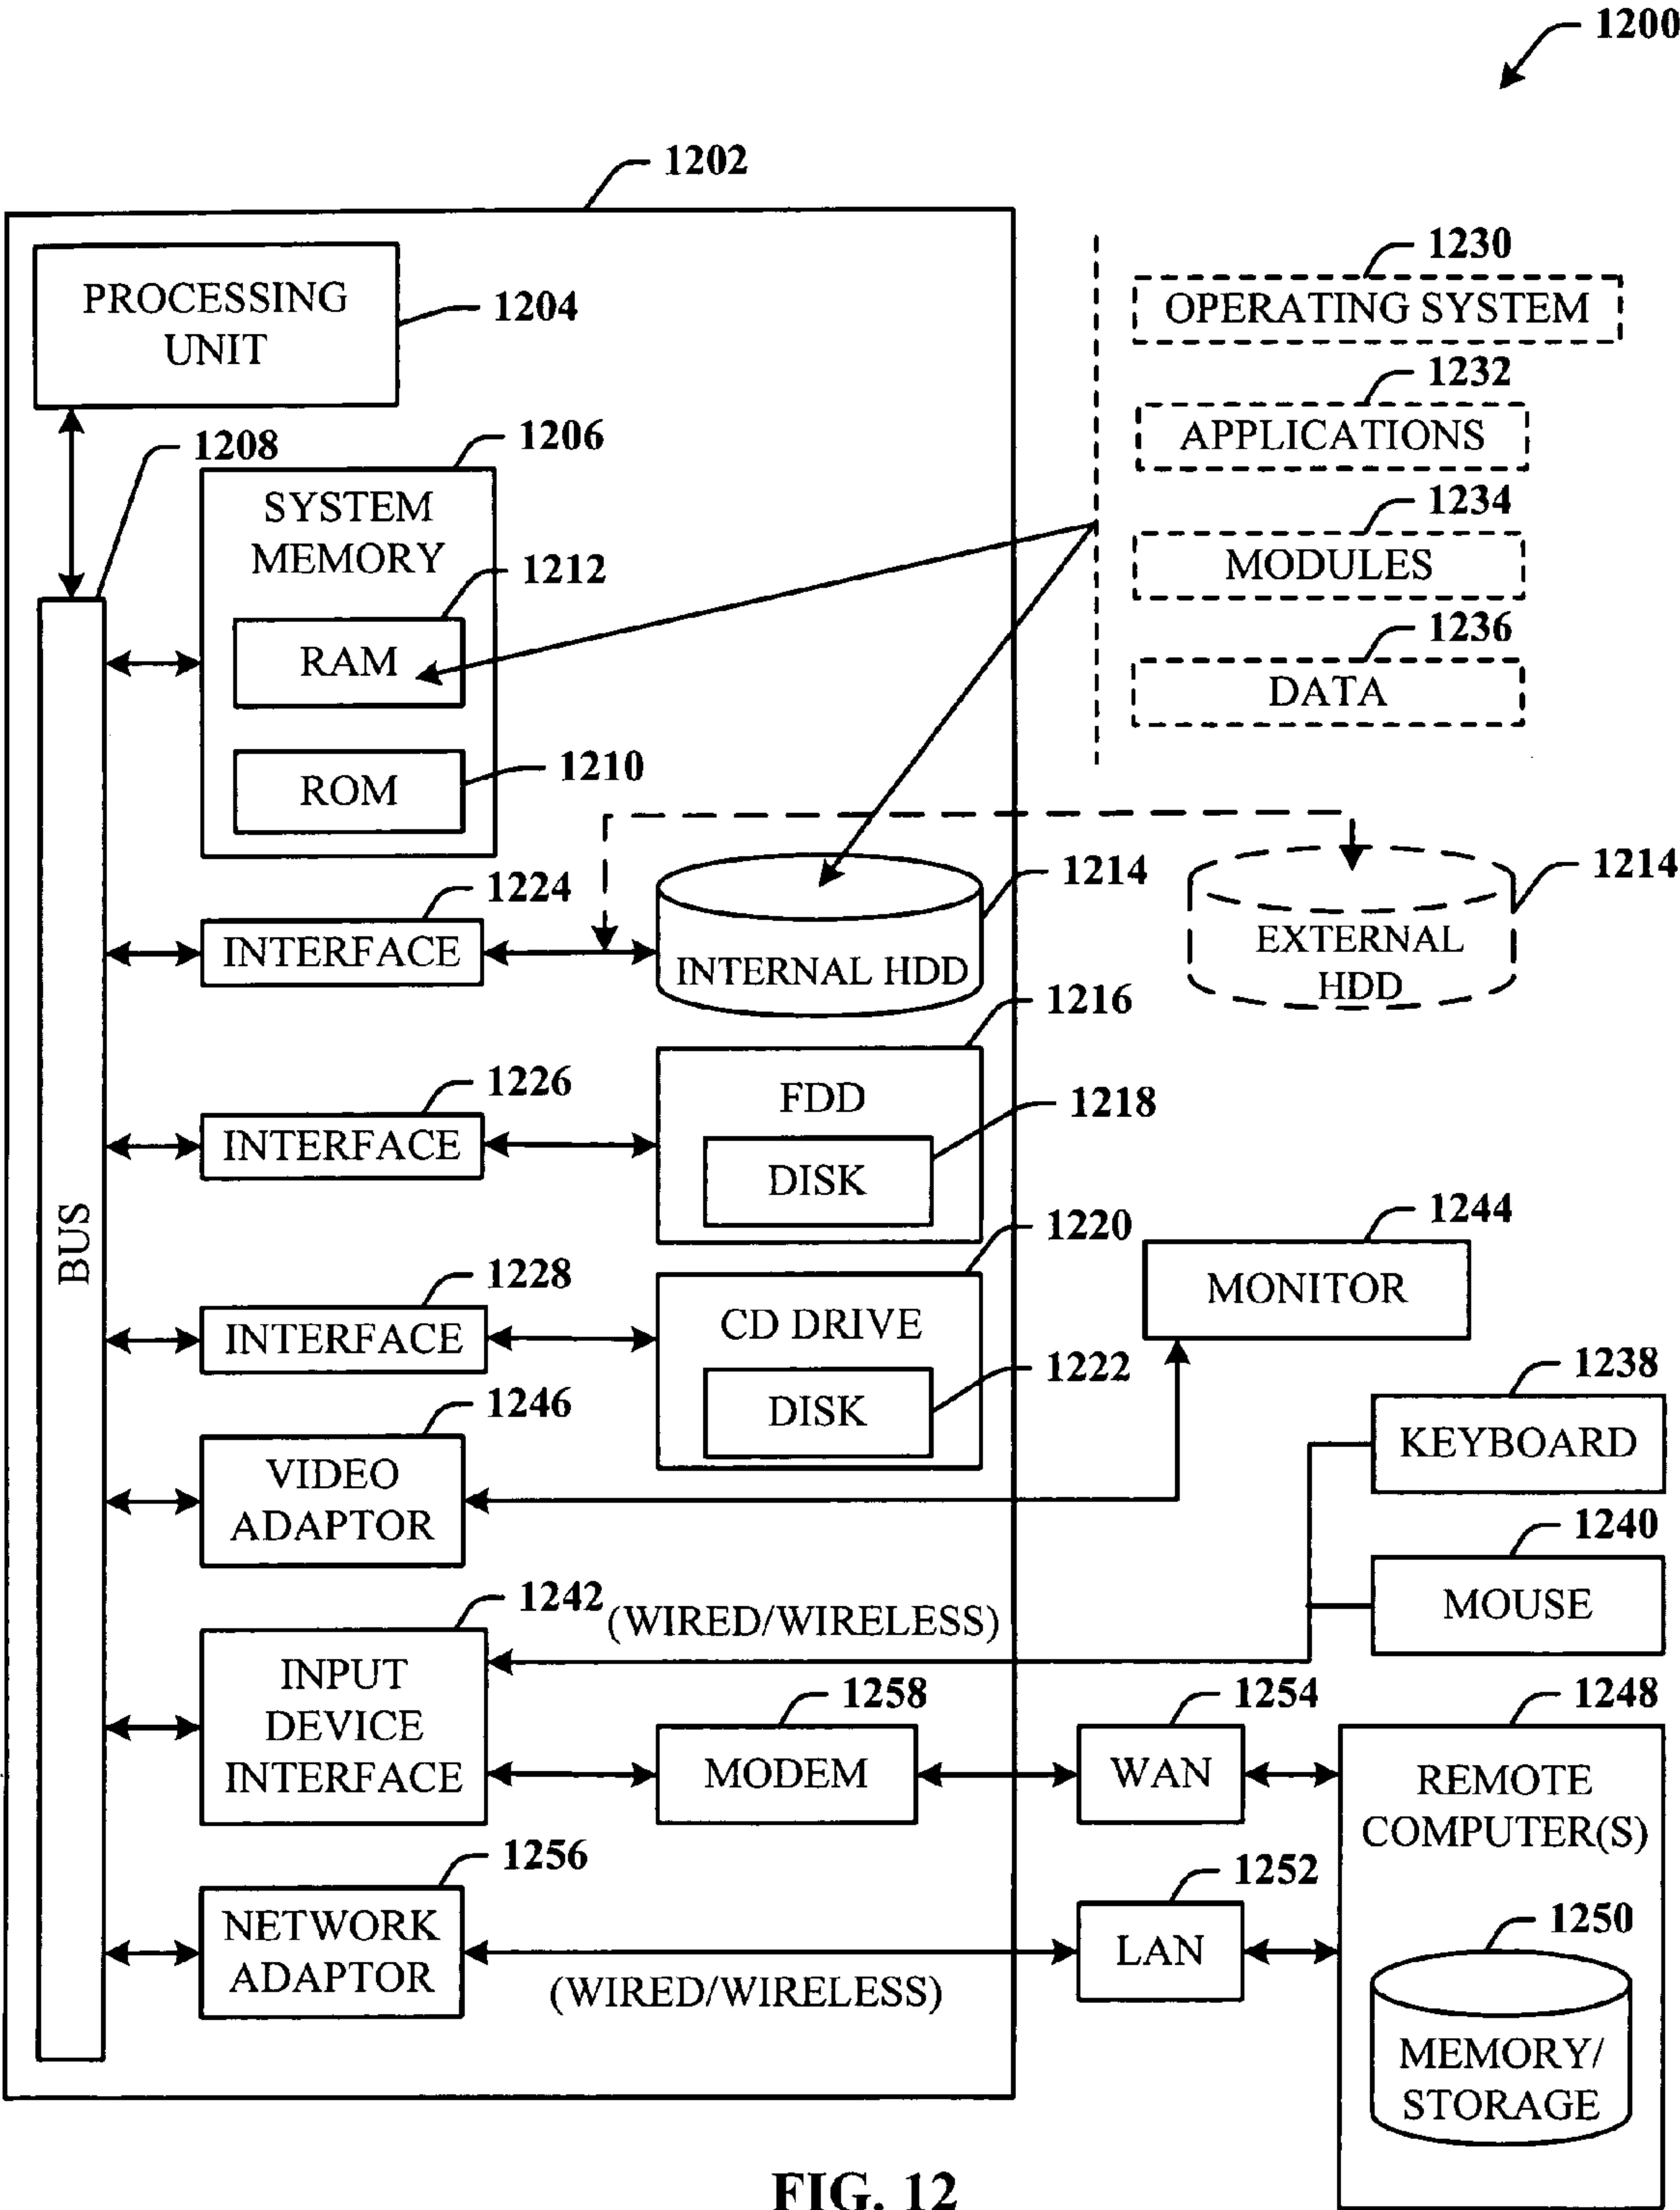 1200
1202
PROCESSING
UNIT
1204
1230
OPERATING SYSTEM
1232
APPLICATIONS
1234
MODULES
1236
DATA
1208
1206
SYSTEM
MEMORY
1212
RAM
1210
ROM
1224
INTERFACE
1214
INTERNAL HDD
1214
EXTERNAL
HDD
1216
FDD
1226
INTERFACE
1218
DISK
BUS
1220
CD DRIVE
1228
INTERFACE
1222
DISK
1244
MONITOR
1246
VIDEO
ADAPTOR
1238
KEYBOARD
1240
MOUSE
1242
(WIRED/WIRELESS)
INPUT
DEVICE
INTERFACE
1258
MODEM
1254
WAN
1248
REMOTE
COMPUTER(S)
1256
NETWORK
ADAPTOR
(WIRED/WIRELESS)
1252
LAN
1250
MEMORY/
STORAGE
FIG. 12